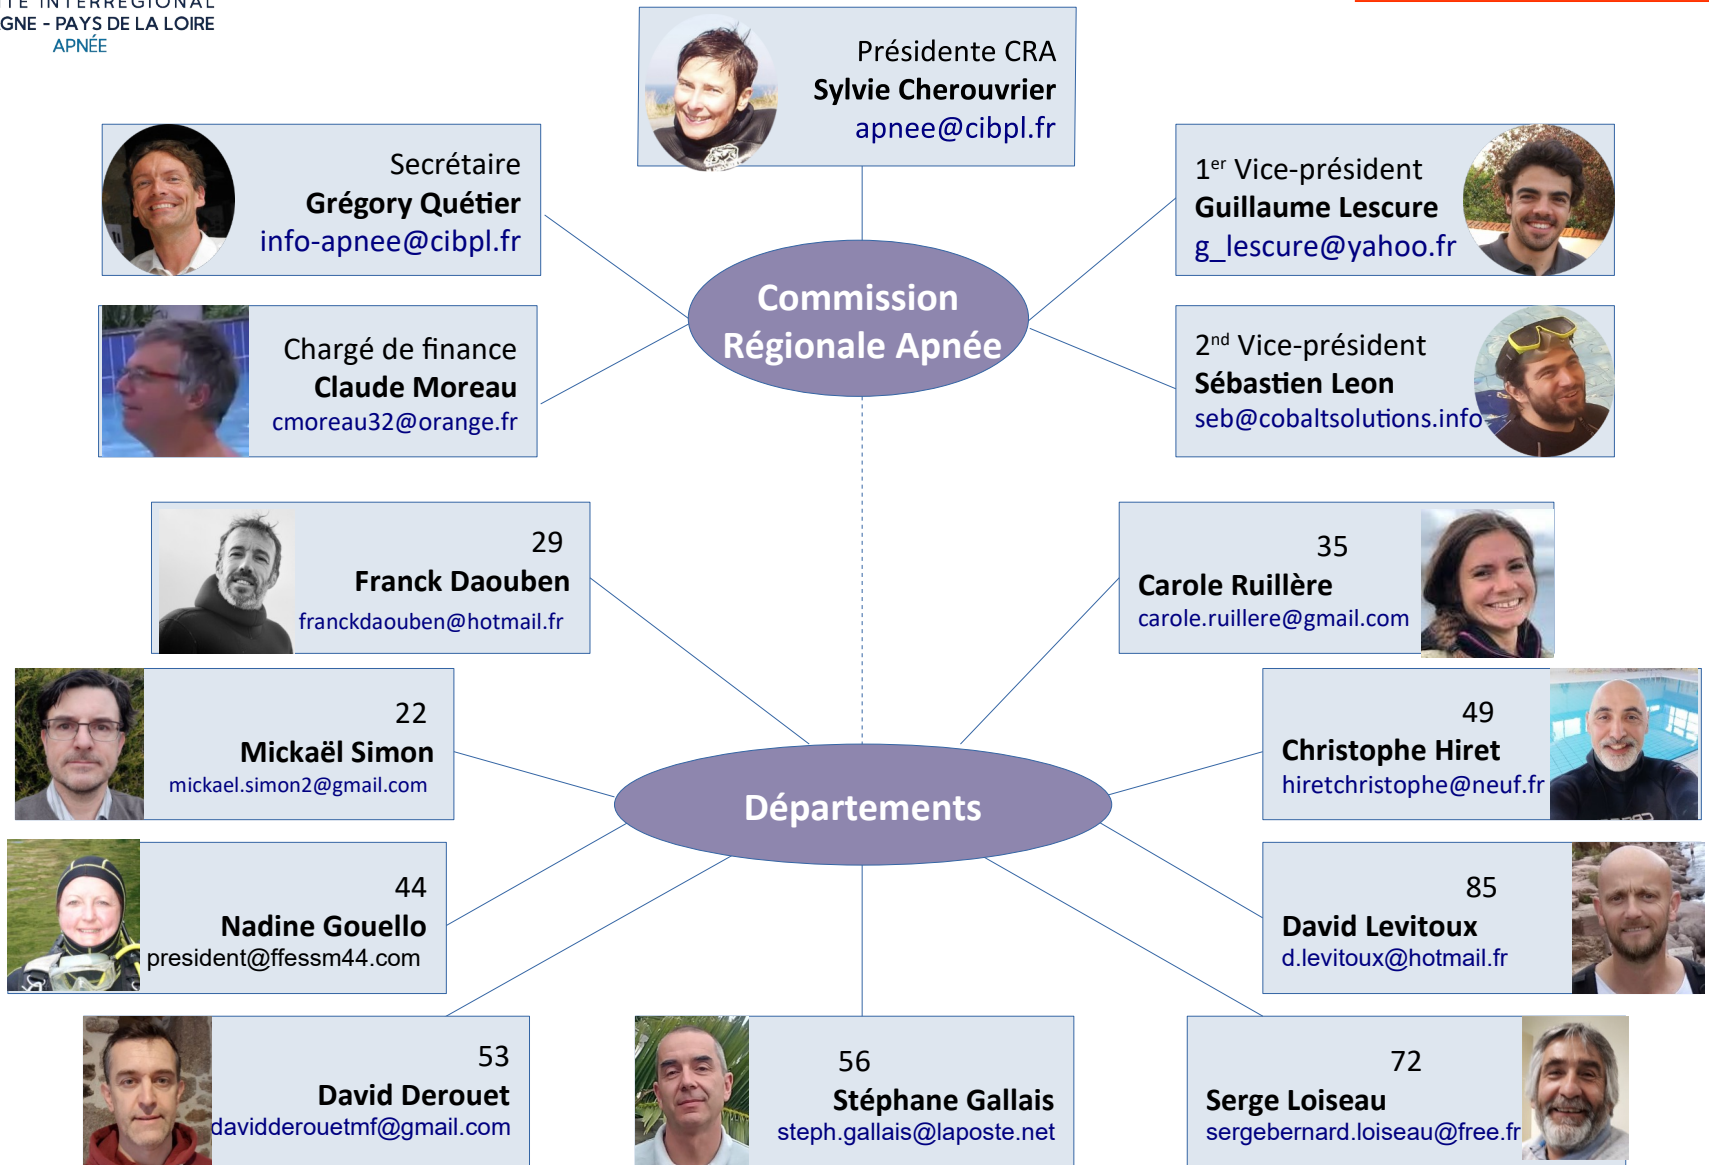 INTERREGIONAL
GNE - PAYS DE LA LOIRE
APNÉE
Présidente CRA
Sylvie Cherouvrier
apnee@cibpl.fr
Secrétaire
Grégory Quétier
info-apnee@cibpl.fr
1er Vice-président
Guillaume Lescure
g_lescure@yahoo.fr
Commission
Régionale Apnée
Chargé de finance
Claude Moreau
cmoreau32@orange.fr
2nd Vice-président
Sébastien Leon
seb@cobaltsolutions.info
29
Franck Daouben
franckdaouben@hotmail.fr
35
Carole Ruillère
carole.ruillere@gmail.com
22
Mickaël Simon
mickael.simon2@gmail.com
49
Christophe Hiret
hiretchristophe@neuf.fr
Départements
44
Nadine Gouello
president@ffessm44.com
85
David Levitoux
d.levitoux@hotmail.fr
53
David Derouet
davidderouetmf@gmail.com
56
Stéphane Gallais
steph.gallais@laposte.net
72
Serge Loiseau
sergebernard.loiseau@free.fr